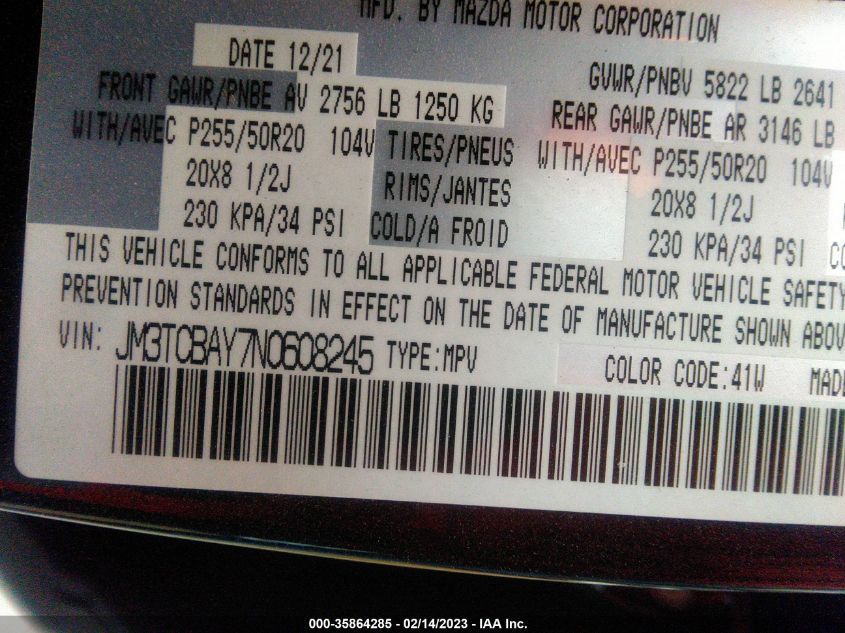 MFD. BY MAZDA MOTOR CORPORATION
DATE 12/21
GVWR/PNBV 5822 LB 2641
FRONT GAWR/PNBE AV 2756 LB 1250 KG
REAR GAWR/PNBE AR 3146 LB
WITH/AVEC P255/50R20 104V TIRES/PNEUS WITH/AVEC P255/50R20 104V
20X8 1/2J RIMS/JANTES 20X8 1/2J
230 KPA/34 PSI COLD/A FROID 230 KPA/34 PSI CO
THIS VEHICLE CONFORMS TO ALL APPLICABLE FEDERAL MOTOR VEHICLE SAFETY
PREVENTION STANDARDS IN EFFECT ON THE DATE OF MANUFACTURE SHOWN ABOV
VIN: JM3TCBAY7N0608245 TYPE:MPV
COLOR CODE:41W MADE
000-35864285 - 02/14/2023 - IAA Inc.